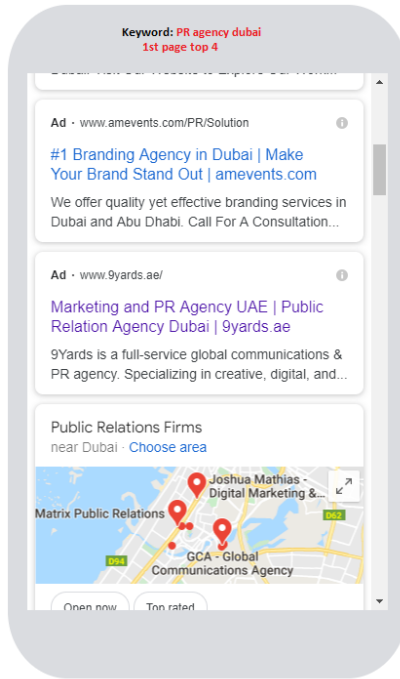 Keyword: PR agency dubai
1st page top 4
Ad · www.amevents.com/PR/Solution
#1 Branding Agency in Dubai | Make
Your Brand Stand Out | amevents.com
We offer quality yet effective branding services in
Dubai and Abu Dhabi. Call For A Consultation...
Ad · www.9yards.ae/
Marketing and PR Agency UAE | Public
Relation Agency Dubai | 9yards.ae
9Yards is a full-service global communications &
PR agency. Specializing in creative, digital, and...
Public Relations Firms
near Dubai · Choose area
Joshua Mathias -
Digital Marketing &...
Matrix Public Relations
D62
D94
GCA - Global
Communications Agency
Open now Top rated